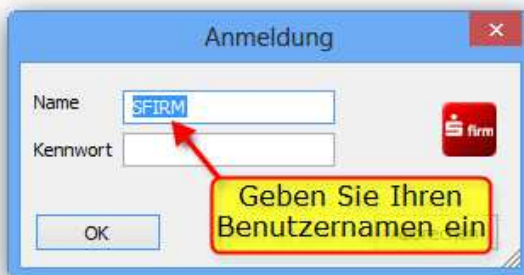 Anmeldung
Name
SFIRM
Kennwort
S firm
Geben Sie Ihren
Benutzernamen ein
OK